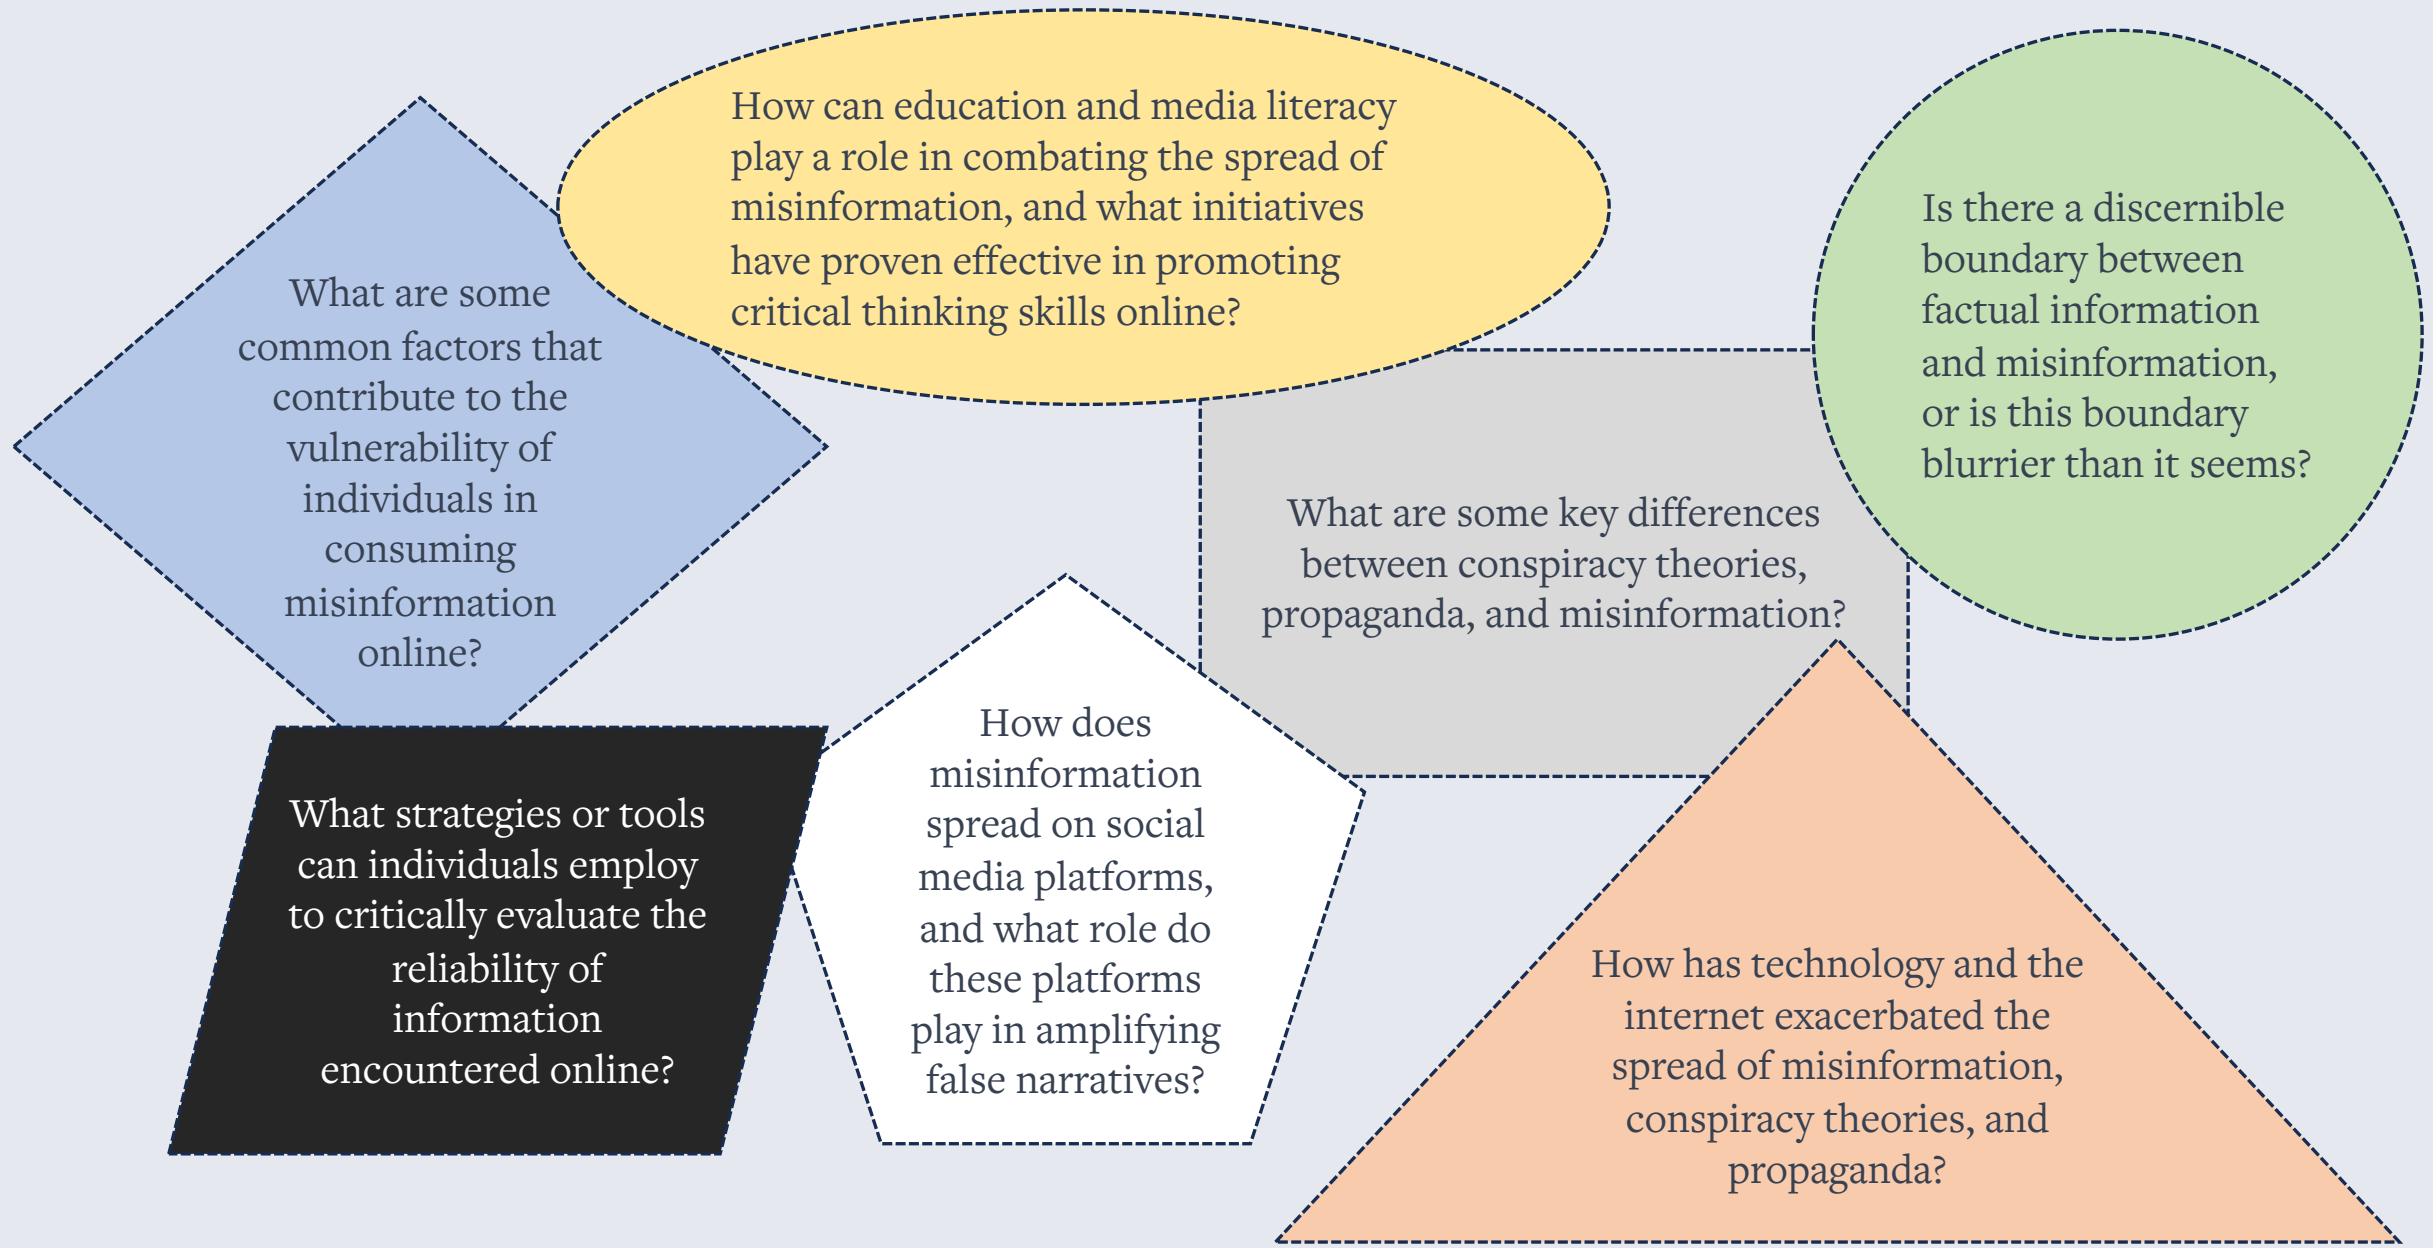 How can education and media literacy
play a role in combating the spread of
misinformation, and what initiatives
have proven effective in promoting
critical thinking skills online?
Is there a discernible
boundary between
factual information
and misinformation,
or is this boundary
blurrier than it seems?
What are some
common factors that
contribute to the
vulnerability of
individuals in
consuming
misinformation
online?
What are some key differences
between conspiracy theories,
propaganda, and misinformation?
What strategies or tools
can individuals employ
to critically evaluate the
reliability of
information
encountered online?
How does
misinformation
spread on social
media platforms,
and what role do
these platforms
play in amplifying
false narratives?
How has technology and the
internet exacerbated the
spread of misinformation,
conspiracy theories, and
propaganda?